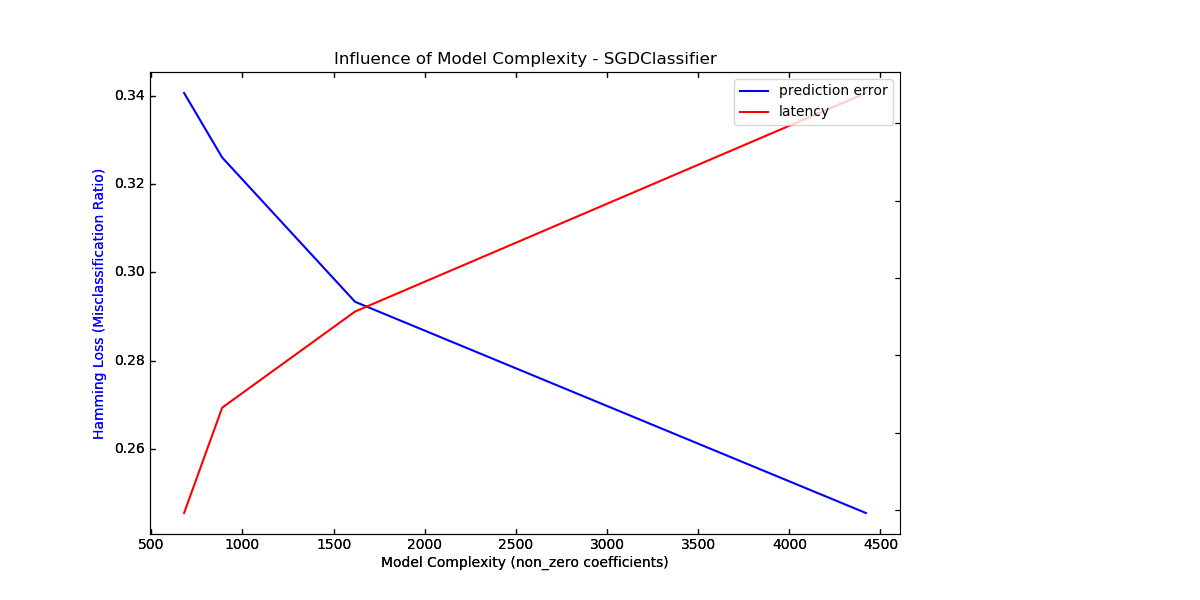 Influence of Model Complexity - SGDClassifier
prediction error
latency
0.34
0.32
0.30
0.28
0.26
Hamming Loss (Misclassification Ratio)
500 1000 1500 2000 2500 3000 3500 4000 4500
Model Complexity (non_zero coefficients)